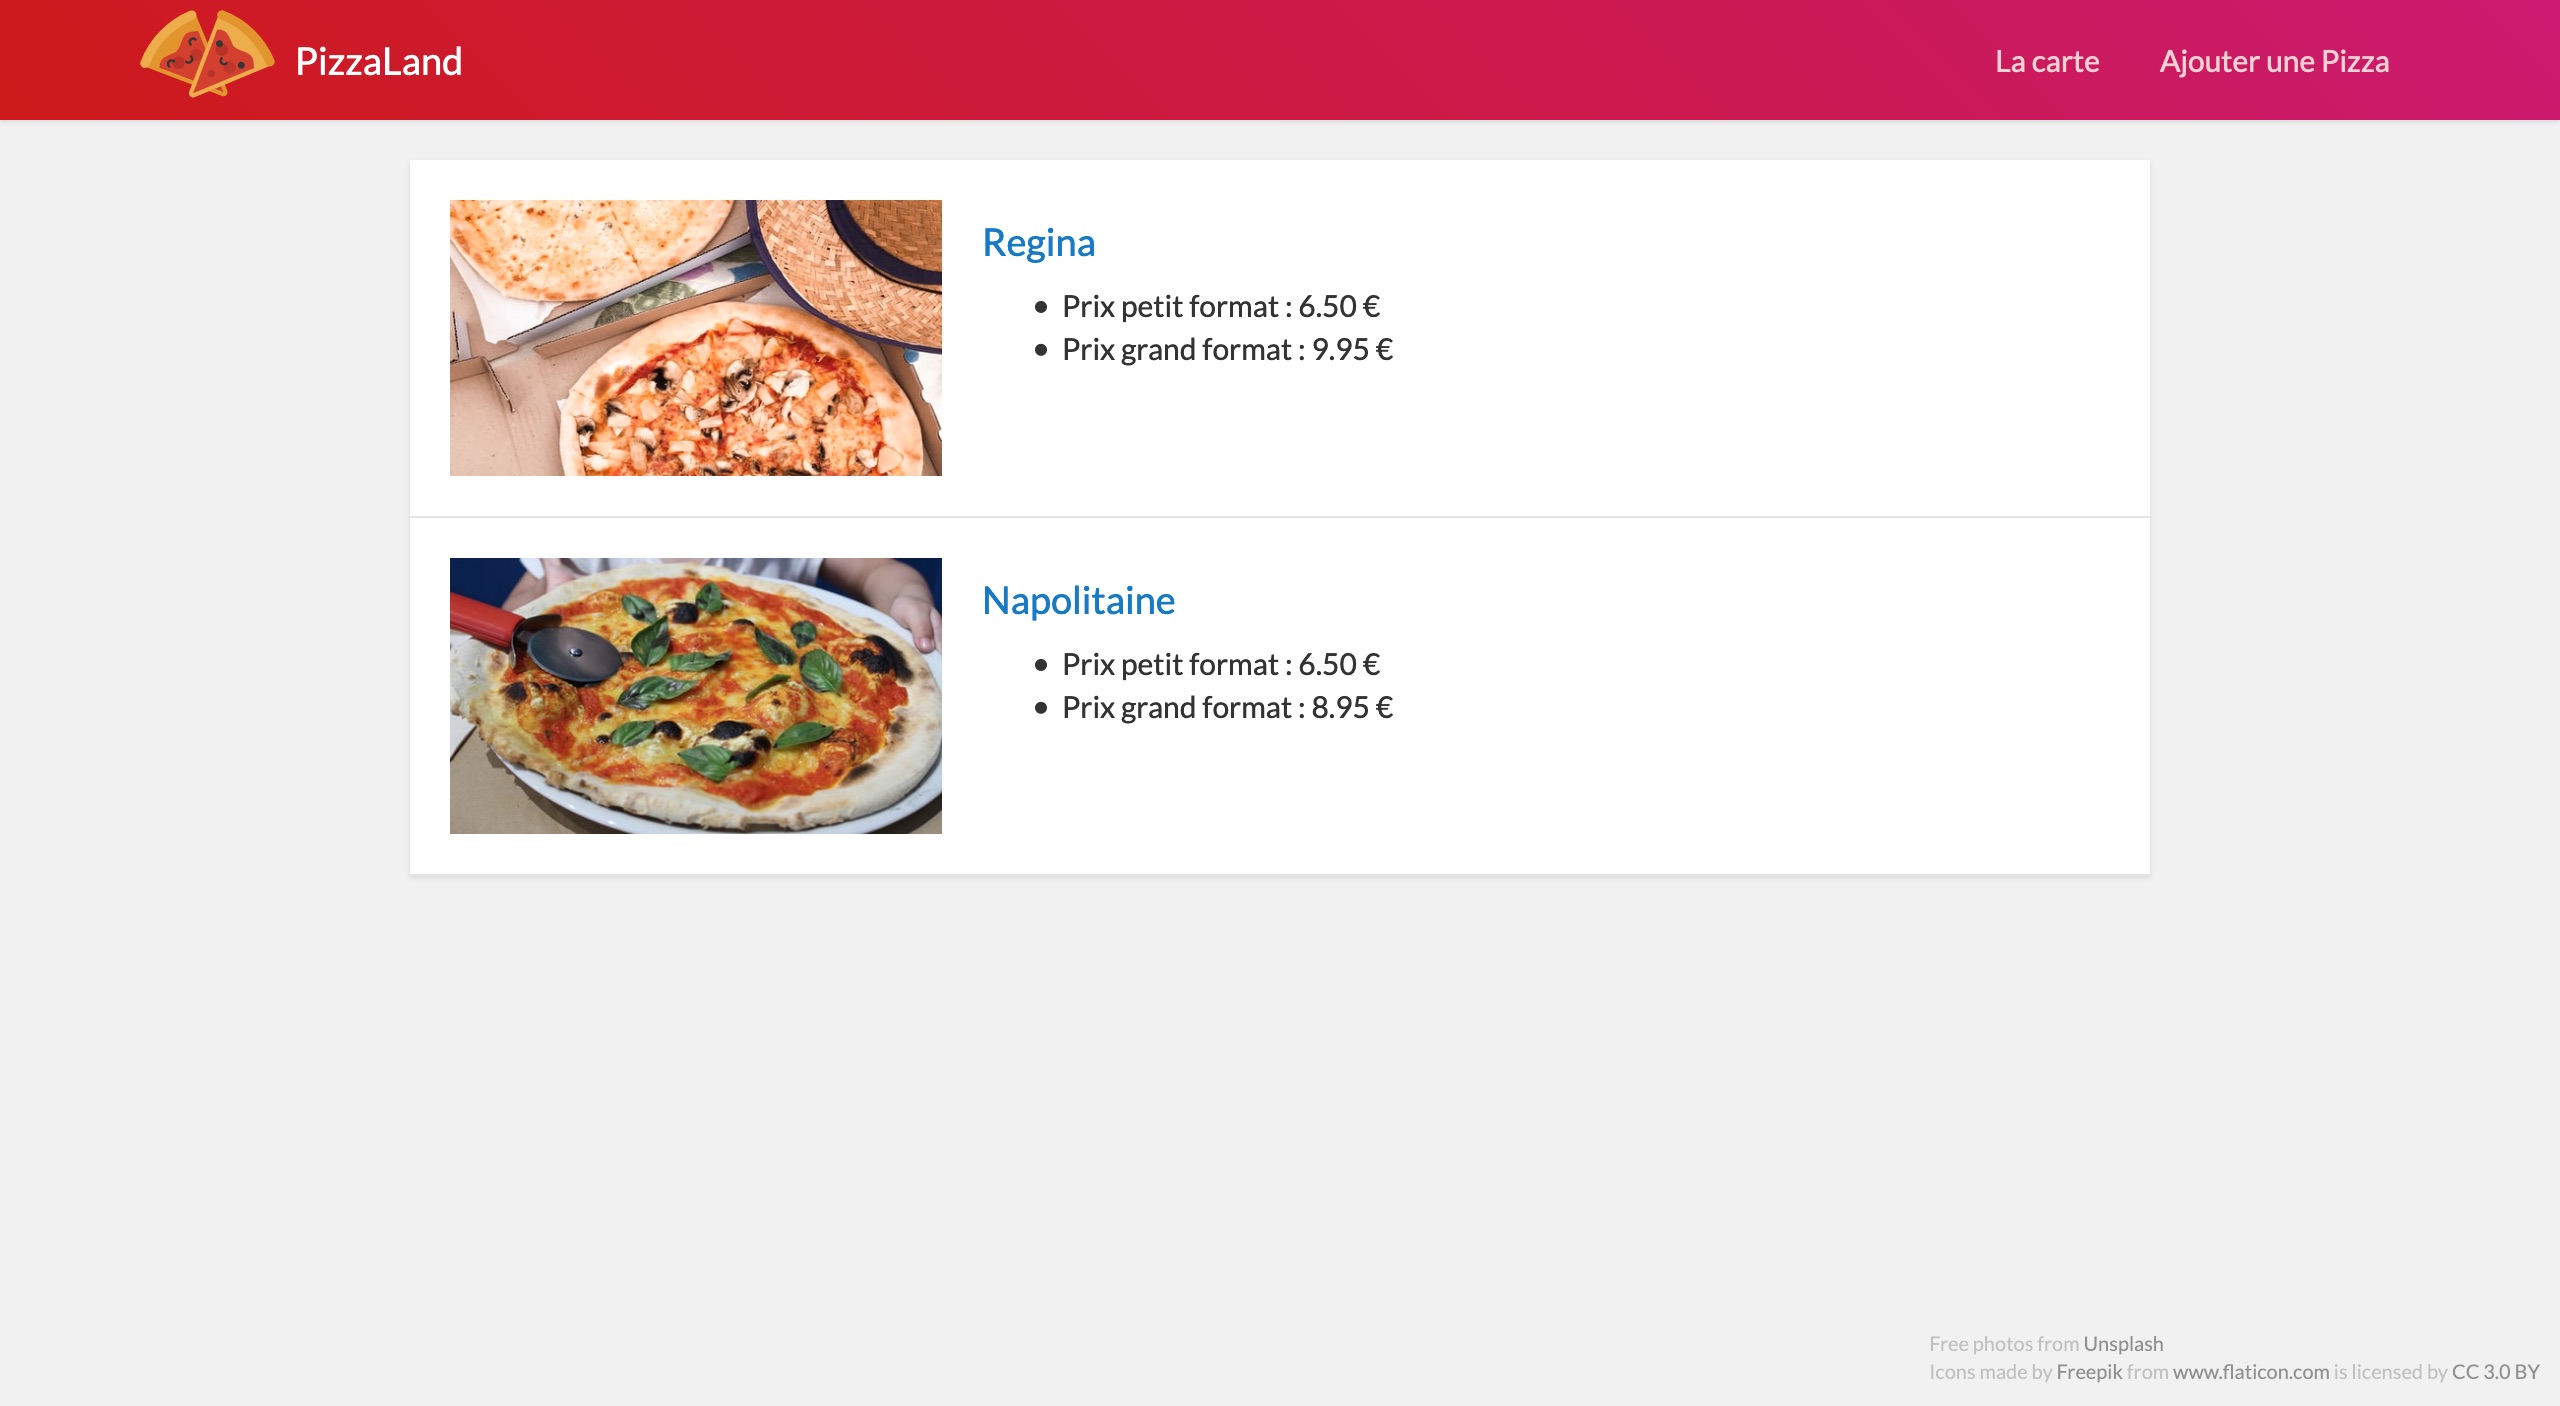 PizzaLand
La carte
Ajouter une Pizza
Regina
• Prix petit format : 6.50 €
• Prix grand format : 9.95 €
Napolitaine
• Prix petit format : 6.50 €
• Prix grand format : 8.95 €
Free photos from Unsplash
Icons made by Freepik from www.flaticon.com is licensed by CC 3.0 BY